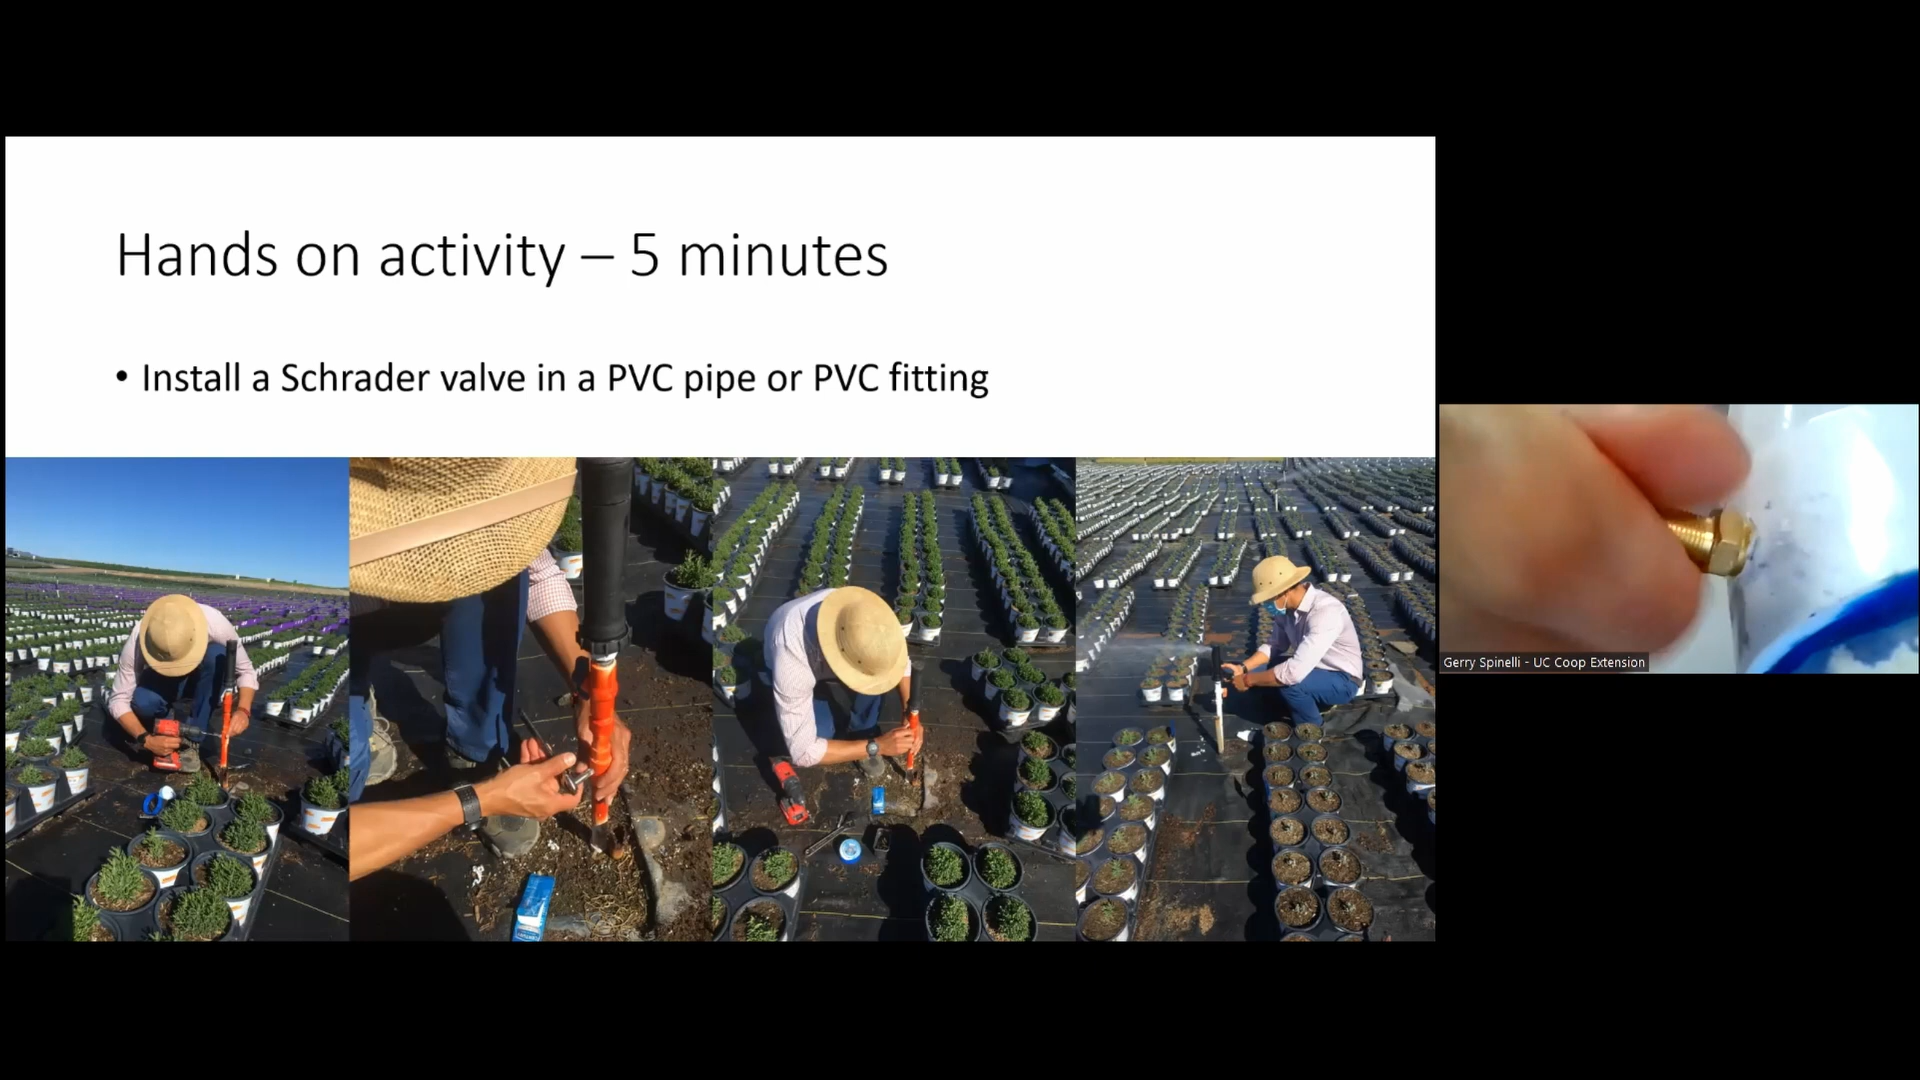 Hands on activity – 5 minutes
• Install a Schrader valve in a PVC pipe or PVC fitting
Gerry Spinelli - UC Coop Extension